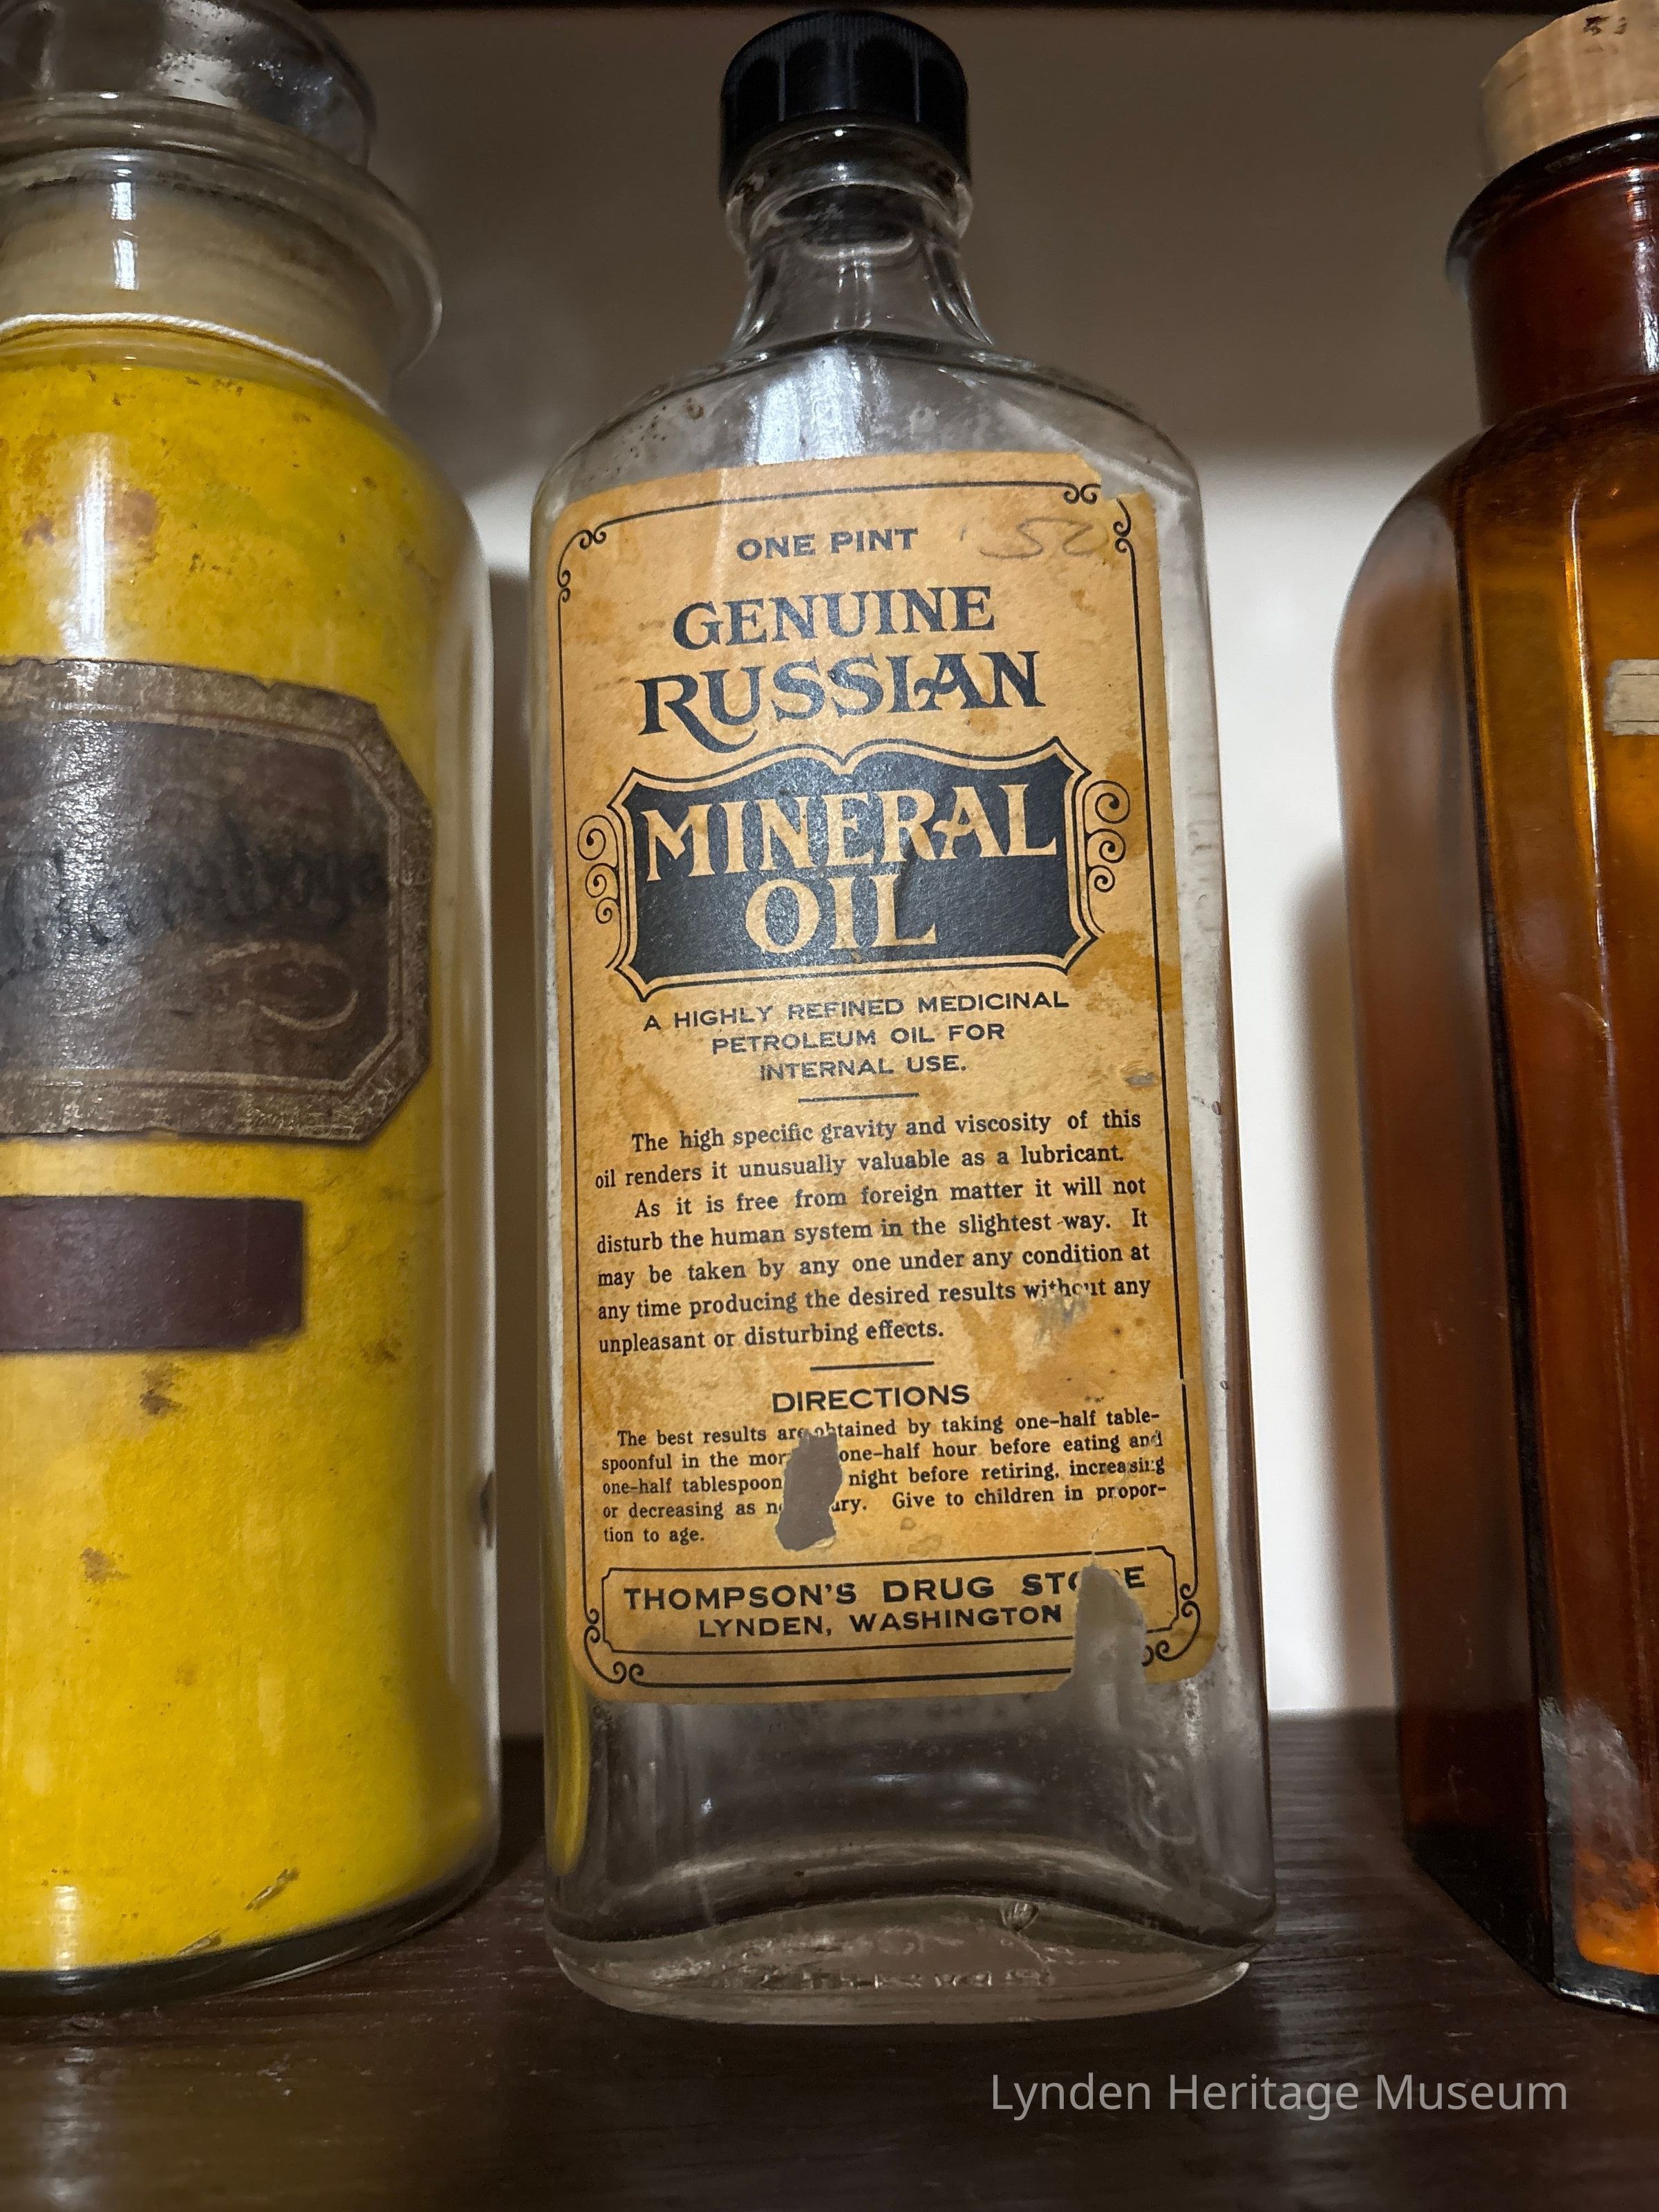 ONE PINT
GENUINE
RUSSIAN
MINERAL
OIL
A HIGHLY REFINED MEDICINAL
PETROLEUM OIL FOR
INTERNAL USE.
The high specific gravity and viscosity of this
oil renders it unusually valuable as a lubricant.
As it is free from foreign matter it will not
disturb the human system in the slightest way. It
may be taken by any one under any condition at
any time producing the desired results without any
unpleasant or disturbing effects.
DIRECTIONS
The best results are obtained by taking one-half table-
spoonful in the one-half hour before eating and
one-half tablespoon night before retiring, increasing
or decreasing as Give to children in propor-
tion to age.
THOMPSON'S DRUG
LYNDEN, WASHINGTON
Lynden Heritage Museum